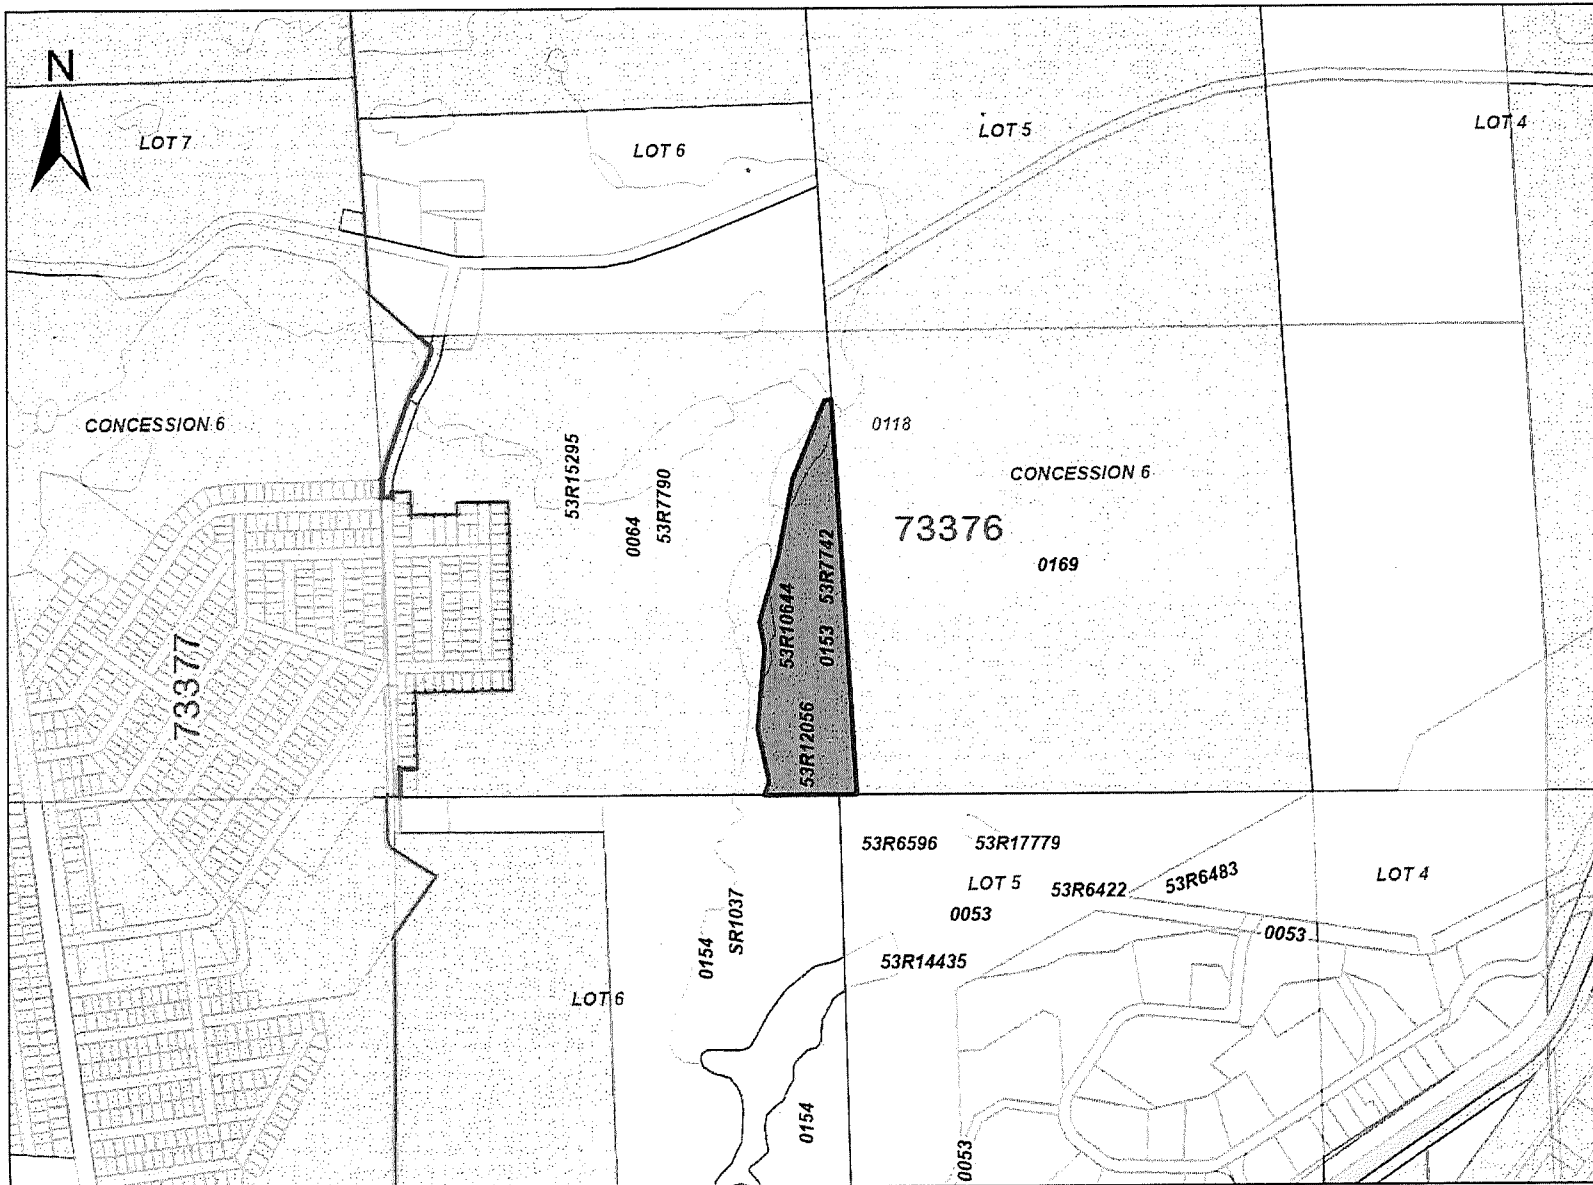 N
LOT 7
LOT 6
LOT 5
LOT 4
CONCESSION 6
0118
53R15295
0064
53R7790
CONCESSION 6
73376
0169
53R7742
53R10644
0153
73377
53R12056
53R6596
53R17779
LOT 5
53R6422
53R6483
LOT 4
0053
0053
0154
SR1037
53R14435
LOT 6
0154
0053